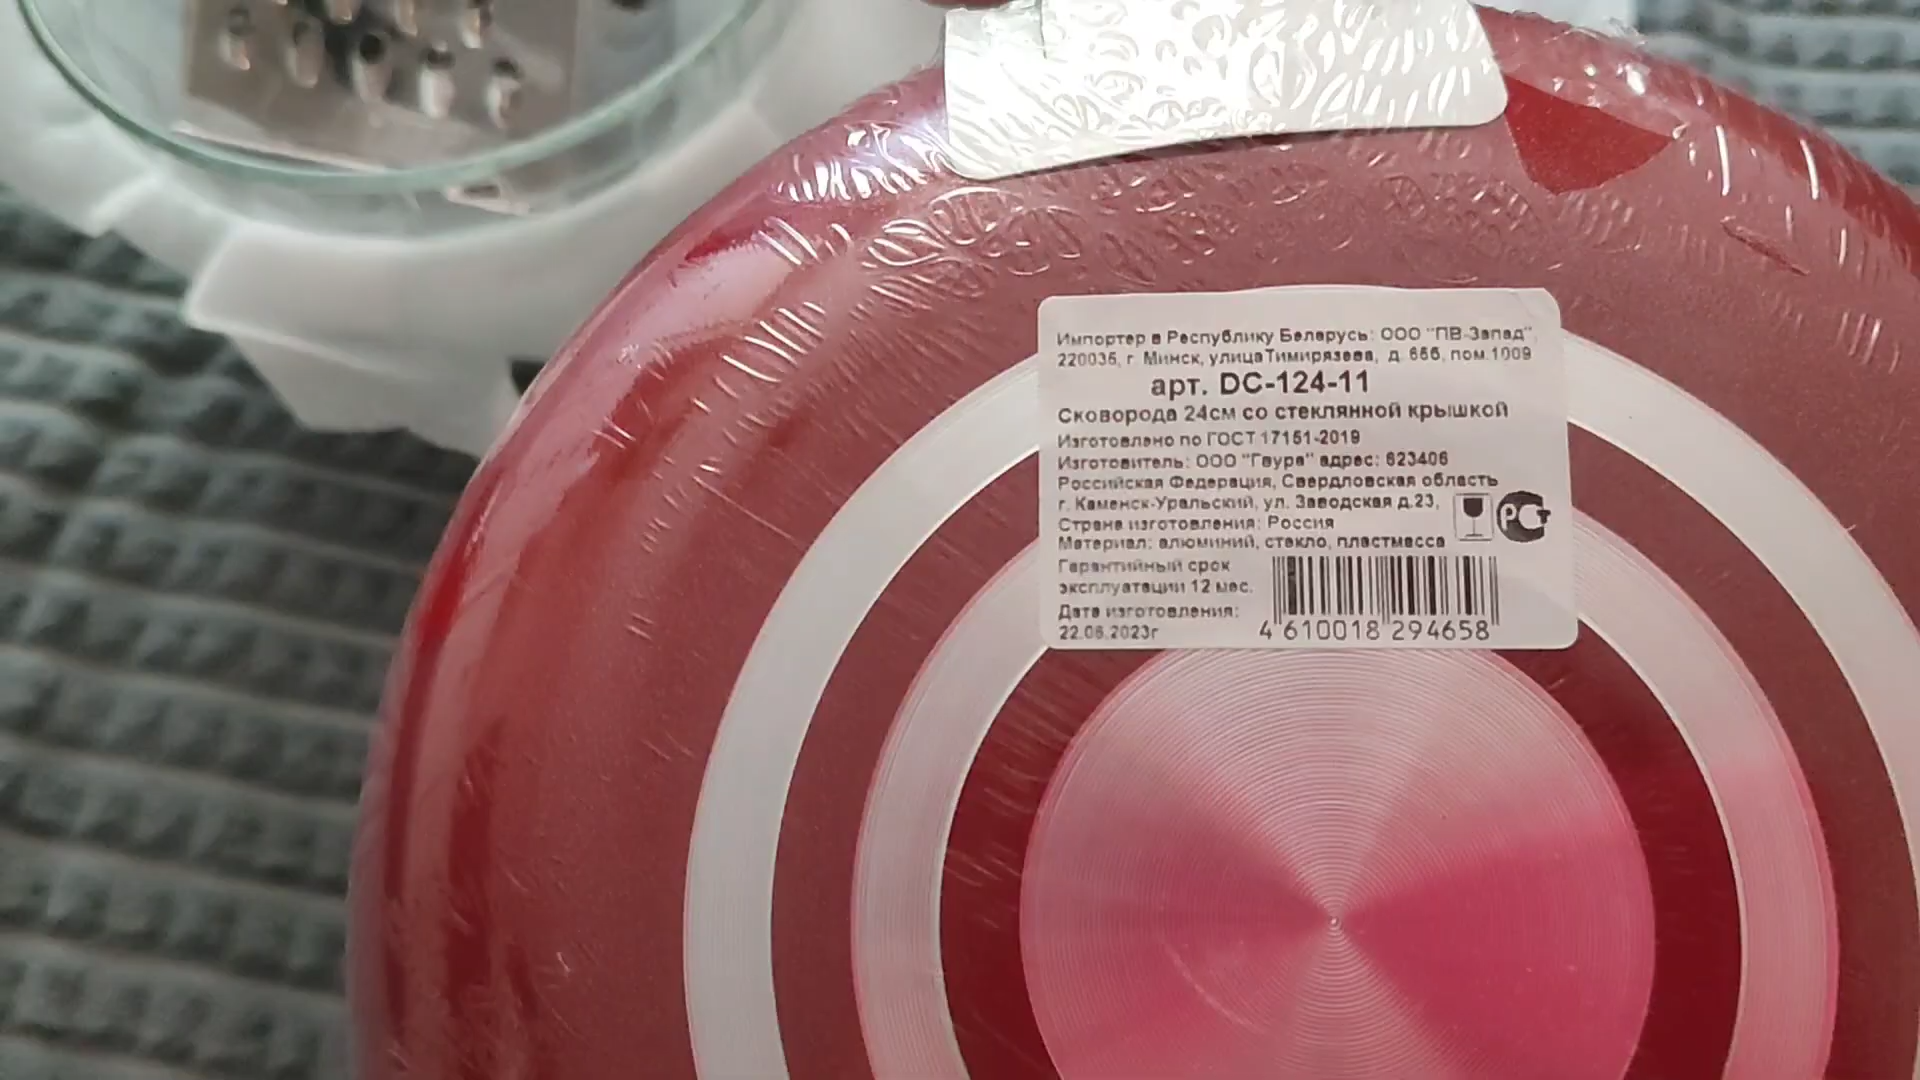 Импортер в Республику Беларусь: ООО "ПВ-Запад",
220035, г. Минск, улица Тимирязева, д. 65б, пом.1009
арт. DC-124-11
Сковорода 24см со стеклянной крышкой
Изготовлено по ГОСТ 17151-2019
Изготовитель: ООО "Гаура" адрес: 623406
Российская Федерация, Свердловская область
г. Каменск-Уральский, ул. Заводская д.23,
Страна изготовления: Россия
Материал: алюминий, стекло, пластмасса
РСТ
Гарантийный срок
эксплуатации 12 мес.
Дата изготовления:
22.06.2023г
4 610018 294658